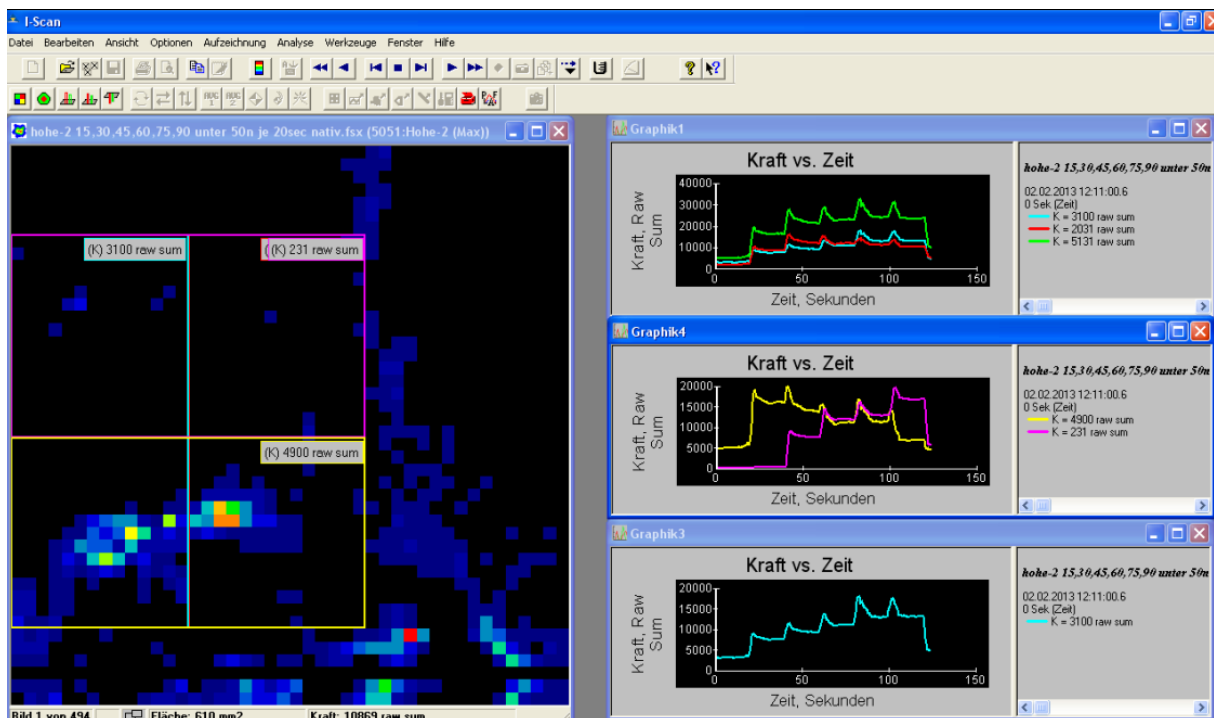 I-Scan
Datei Bearbeiten Ansicht Optionen Aufzeichnung Analyse Werkzeuge Fenster Hilfe
hohe-2 15,30,45,60,75,90 unter 50n je 20sec nativ.fsx (5051:Hohe-2 (Max))
(K) 3100 raw sum
((K) 231 raw sum
(K) 4900 raw sum
Bild 1 von 494
Fläche: 610 mm2
Kraft: 10869 raw sum
Graphik1
Kraft vs. Zeit
Kraft, Raw
Sum
40000
30000
20000
10000
0
0 50 100 150
Zeit, Sekunden
hohe-2 15,30,45,60,75,90 unter 50n
02.02.2013 12:11:00.6
0 Sek (Zeit)
K = 3100 raw sum
K = 2031 raw sum
K = 5131 raw sum
Graphik4
Kraft vs. Zeit
Kraft, Raw
Sum
20000
15000
10000
5000
0
0 50 100 150
Zeit, Sekunden
hohe-2 15,30,45,60,75,90 unter 50n
02.02.2013 12:11:00.6
0 Sek (Zeit)
K = 4900 raw sum
K = 231 raw sum
Graphik3
Kraft vs. Zeit
Kraft, Raw
Sum
20000
15000
10000
5000
0
0 50 100 150
Zeit, Sekunden
hohe-2 15,30,45,60,75,90 unter 50n
02.02.2013 12:11:00.6
0 Sek (Zeit)
K = 3100 raw sum